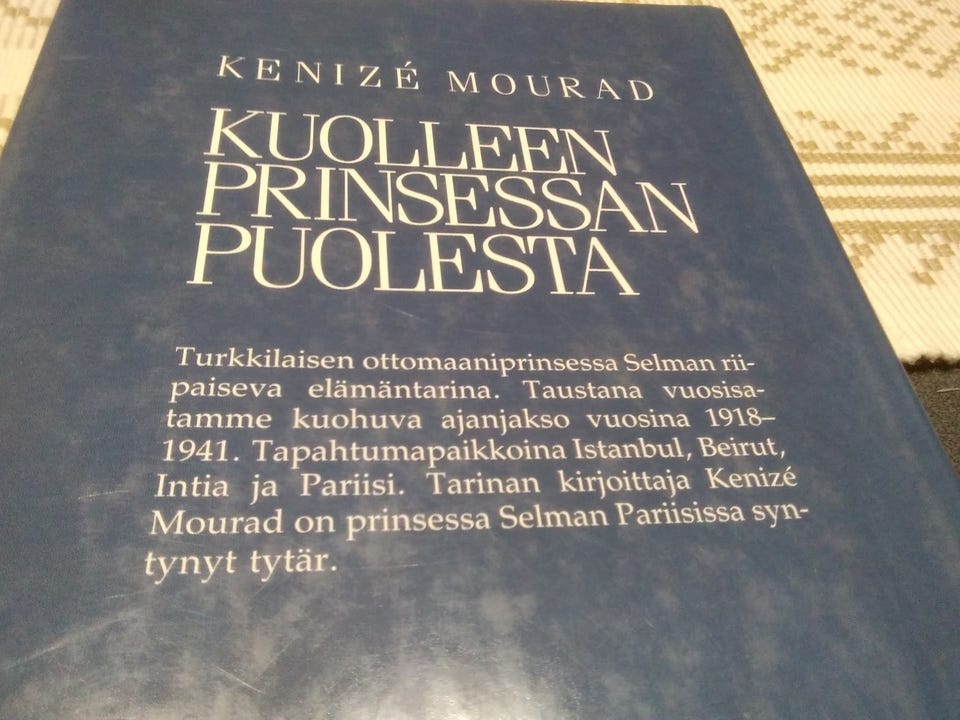 KENIZÉ MOURAD
KUOLLEEN
PRINSESSAN
PUOLESTA
Turkkilaisen ottomaaniprinsessa Selman rii-
paiseva elämäntarina. Taustana vuosisa-
tamme kuohuva ajanjakso vuosina 1918–
1941. Tapahtumapaikkoina Istanbul, Beirut,
Intia ja Pariisi. Tarinan kirjoittaja Kenizé
Mourad on prinsessa Selman Pariisissa syn-
tynyt tytär.